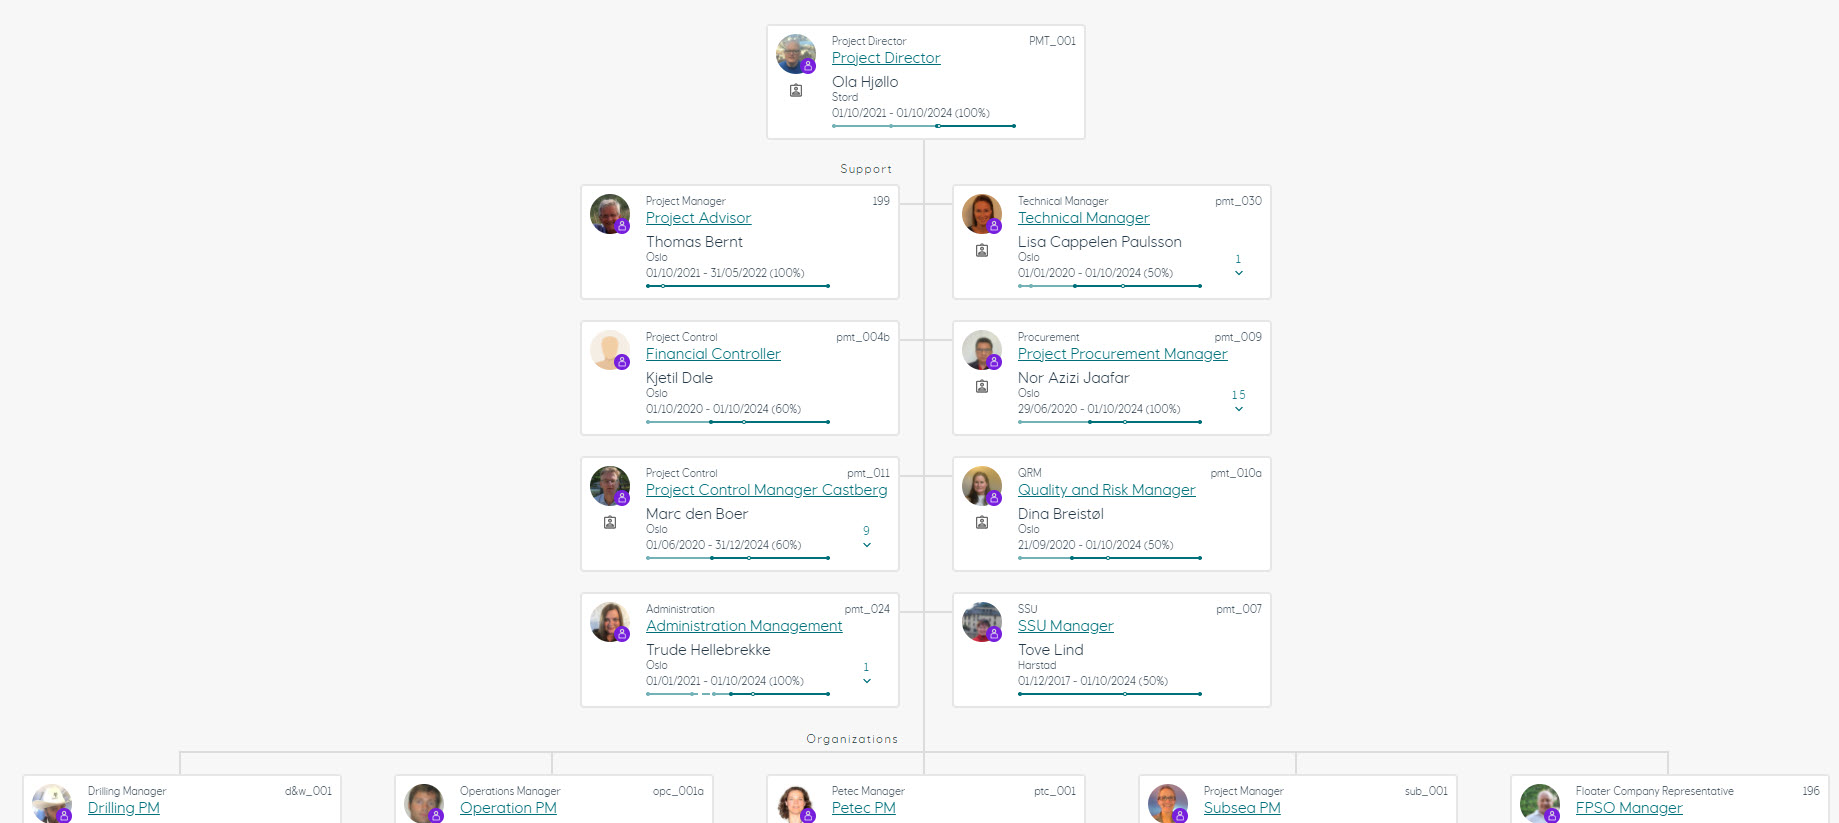 Project Director PMT_001
Project Director
Ola Hjøllo
Stord
01/10/2021 - 01/10/2024 (100%)
Support
Project Manager 199
Project Advisor
Thomas Bernt
Oslo
01/10/2021 - 31/05/2022 (100%)
Technical Manager pmt_030
Technical Manager
Lisa Cappelen Paulsson
Oslo
1
01/01/2020 - 01/10/2024 (50%)
Project Control pmt_004b
Financial Controller
Kjetil Dale
Oslo
01/10/2020 - 01/10/2024 (60%)
Procurement pmt_009
Project Procurement Manager
Nor Azizi Jaafar
Oslo
15
29/06/2020 - 01/10/2024 (100%)
Project Control pmt_011
Project Control Manager Castberg
Marc den Boer
Oslo
9
01/06/2020 - 31/12/2024 (60%)
QRM pmt_010a
Quality and Risk Manager
Dina Breistøl
Oslo
21/09/2020 - 01/10/2024 (50%)
Administration pmt_024
Administration Management
Trude Hellebrekke
Oslo
1
01/01/2021 - 01/10/2024 (100%)
SSU pmt_007
SSU Manager
Tove Lind
Harstad
01/12/2017 - 01/10/2024 (50%)
Organizations
Drilling Manager d&w_001
Drilling PM
Operations Manager opc_001a
Operation PM
Petec Manager ptc_001
Petec PM
Project Manager sub_001
Subsea PM
Floater Company Representative 196
FPSO Manager